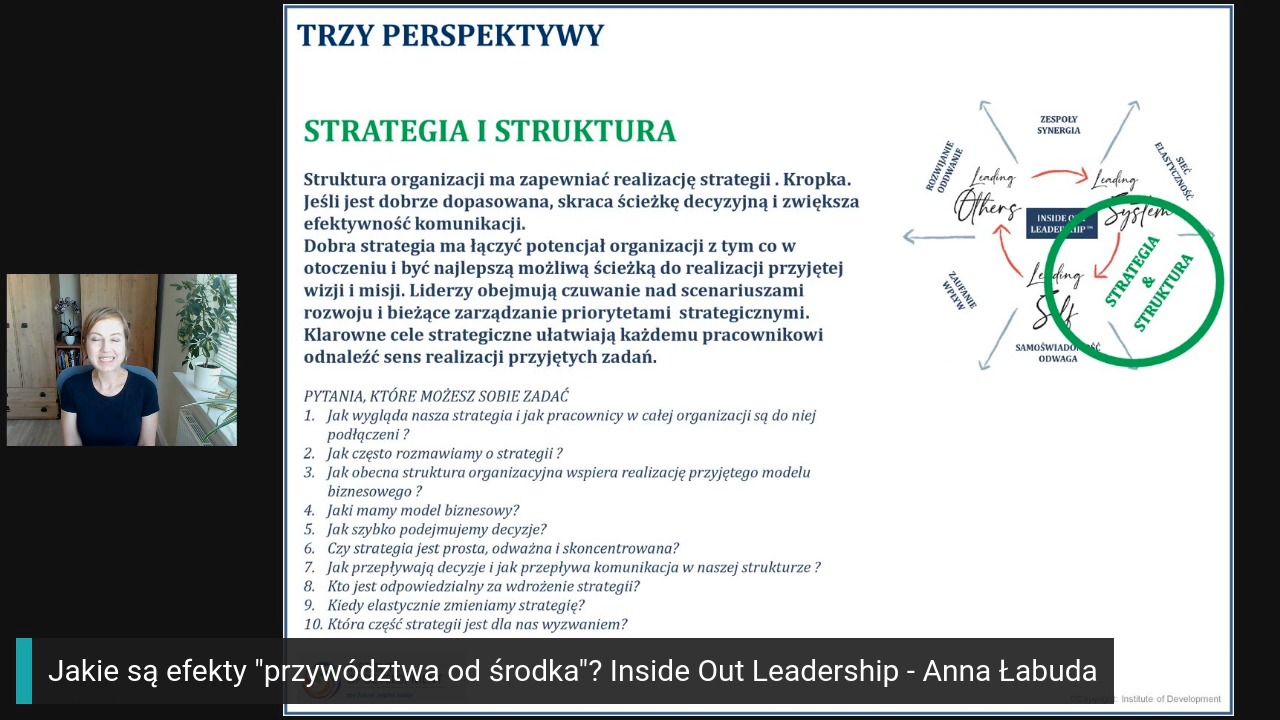 TRZY PERSPEKTYWY
STRATEGIA I STRUKTURA
Struktura organizacji ma zapewniać realizację strategii . Kropka.
Jeśli jest dobrze dopasowana, skraca ścieżkę decyzyjną i zwiększa
efektywność komunikacji.
Dobra strategia ma łączyć potencjał organizacji z tym co w
otoczeniu i być najlepszą możliwą ścieżką do realizacji przyjętej
wizji i misji. Liderzy obejmują czuwanie nad scenariuszami
rozwoju i bieżące zarządzanie priorytetami strategicznymi.
Klarowne cele strategiczne ułatwiają każdemu pracownikowi
odnaleźć sens realizacji przyjętych zadań.
PYTANIA, KTÓRE MOŻESZ SOBIE ZADAĆ
1. Jak wygląda nasza strategia i jak pracownicy w całej organizacji są do niej
podłączeni ?
2. Jak często rozmawiamy o strategii ?
3. Jak obecna struktura organizacyjna wspiera realizację przyjętego modelu
biznesowego ?
4. Jaki mamy model biznesowy?
5. Jak szybko podejmujemy decyzje?
6. Czy strategia jest prosta, odważna i skoncentrowana?
7. Jak przepływają decyzje i jak przepływa komunikacja w naszej strukturze ?
8. Kto jest odpowiedzialny za wdrożenie strategii?
9. Kiedy elastycznie zmieniamy strategię?
10. Która część strategii jest dla nas wyzwaniem?
ZESPOŁY
SYNERGIA
ROZWIJANIE
ODDWANIE
SIEĆ
ELASTYCZNOŚĆ
Leading
Others
Leading
System
INSIDE OUT
LEADERSHIP
Leading
Self
ZAUFANIE
WPŁYW
STRATEGIA
&
STRUKTURA
SAMOŚWIADOMOŚĆ
ODWAGA
Jakie są efekty "przywództwa od środka"? Inside Out Leadership - Anna Łabuda
Institute of Development